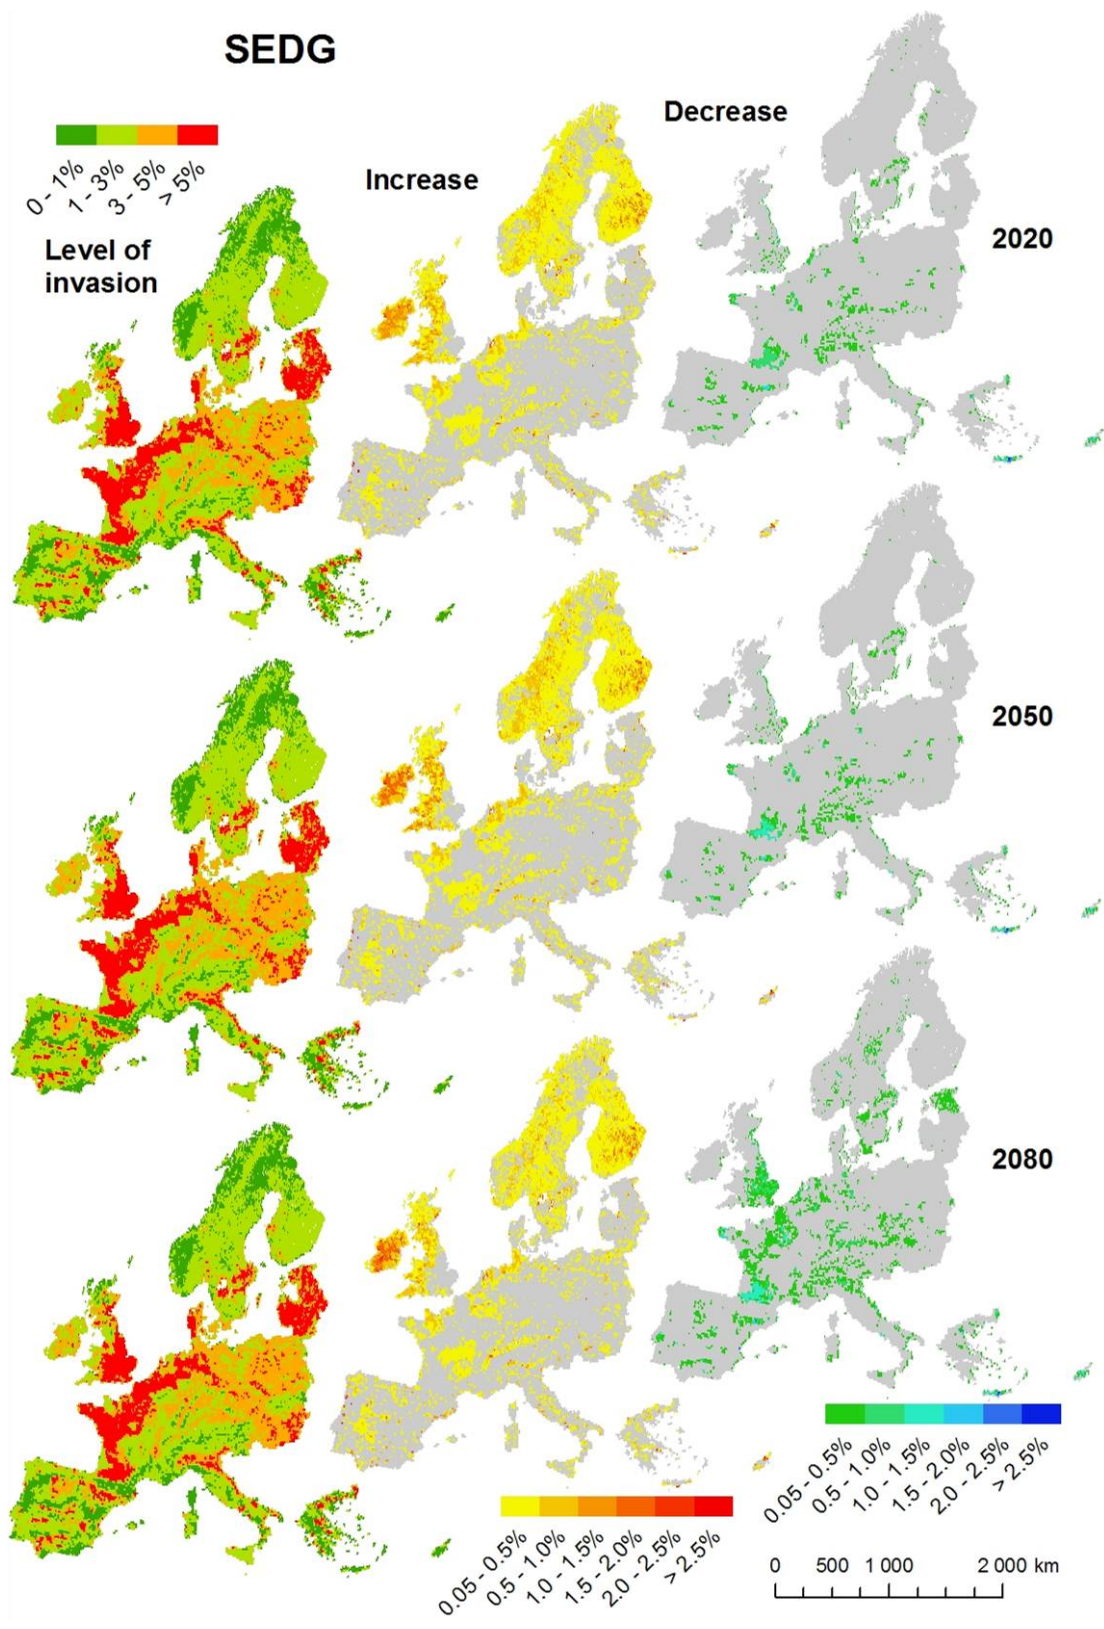 SEDG
Decrease
Increase
0 - 1%
1 - 3%
3 - 5%
> 5%
Level of
invasion
2020
2050
2080
0.05 - 0.5%
0.5 - 1.0%
1.0 - 1.5%
1.5 - 2.0%
2.0 - 2.5%
> 2.5%
0.05 - 0.5%
0.5 - 1.0%
1.0 - 1.5%
1.5 - 2.0%
2.0 - 2.5%
> 2.5%
0 500 1 000 2 000 km